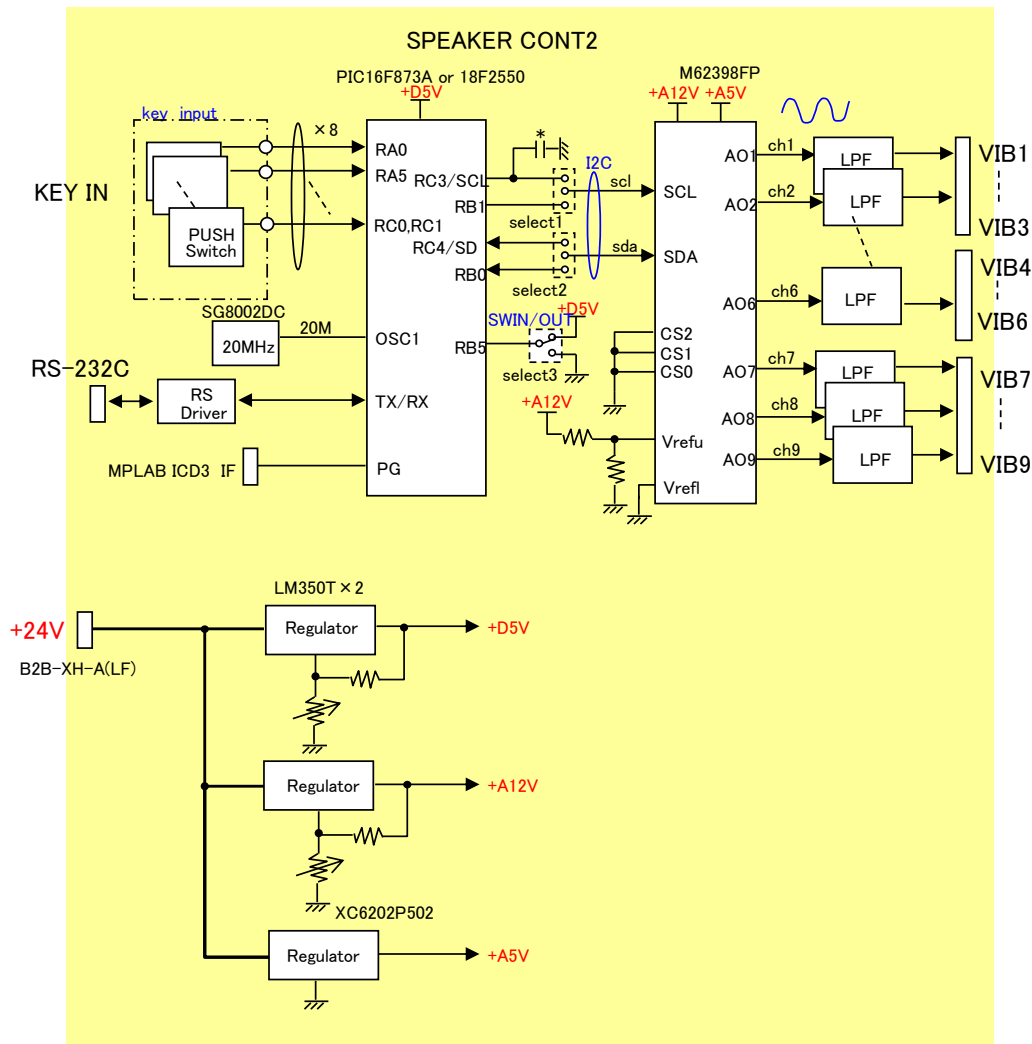 SPEAKER CONT2
PIC16F873A or 18F2550
+D5V
M62398FP
+A12V
+A5V
key input
×8
KEY IN
PUSH
Switch
RA0
RA5
RC0,RC1
RC3/SCL
RB1
RC4/SD
RB0
*
I2C
scl
select1
sda
select2
SCL
SDA
AO1
ch1
LPF
VIB1
AO2
ch2
LPF
VIB3
VIB4
AO6
ch6
LPF
VIB6
SG8002DC
20MHz
20M
OSC1
SWIN/OUT
+D5V
RB5
select3
CS2
CS1
CS0
AO7
ch7
LPF
VIB7
AO8
ch8
LPF
AO9
ch9
LPF
VIB9
RS-232C
RS
Driver
TX/RX
+A12V
Vrefu
Vrefl
MPLAB ICD3 IF
PG
LM350T×2
+24V
Regulator
+D5V
B2B-XH-A(LF)
Regulator
+A12V
XC6202P502
Regulator
+A5V